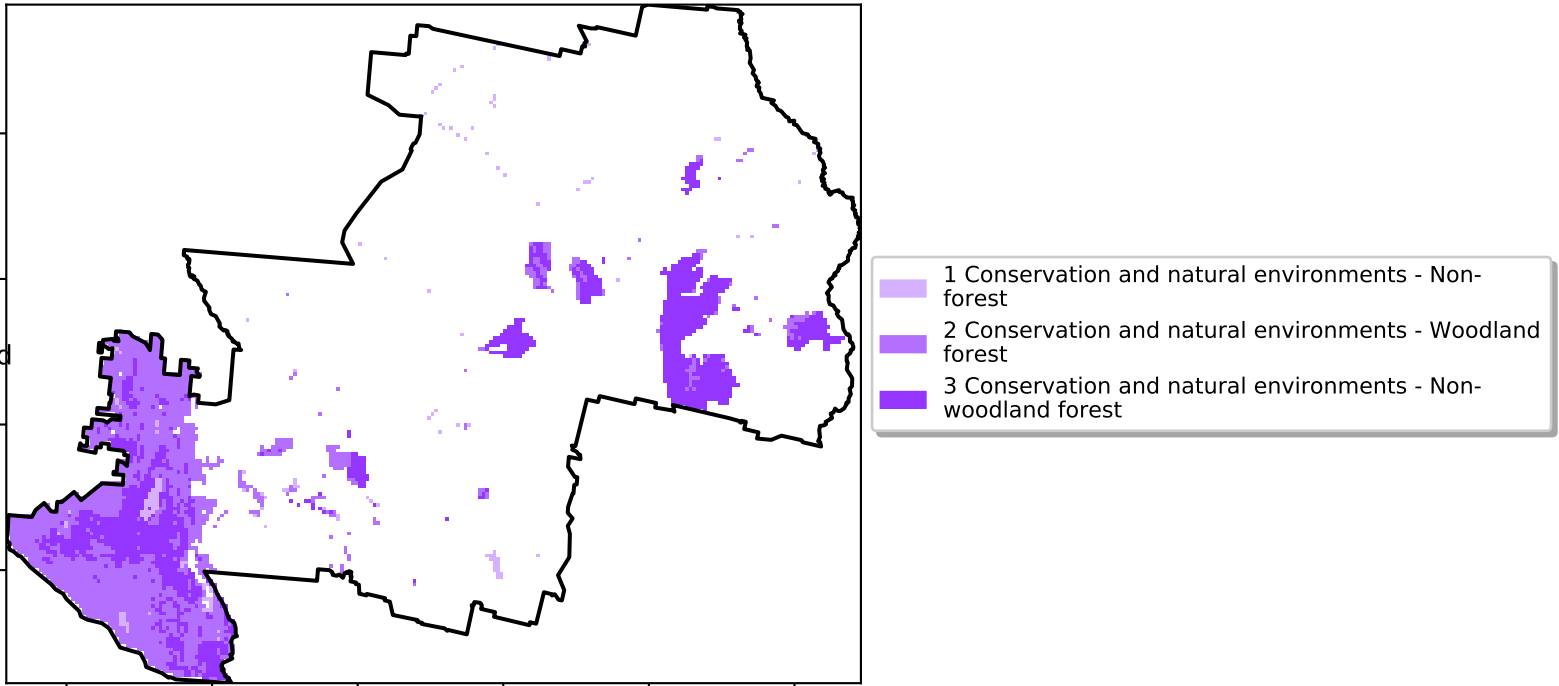 1 Conservation and natural environments - Non-
forest
2 Conservation and natural environments - Woodland
forest
3 Conservation and natural environments - Non-
woodland forest
d